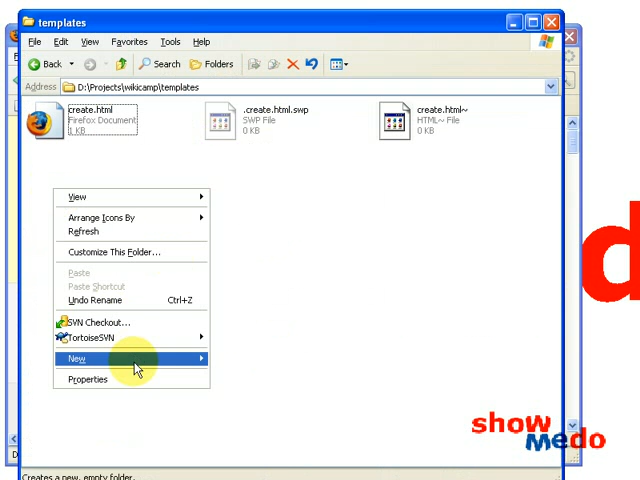 templates
File Edit View Favorites Tools Help
Back Search Folders
Address D:\Projects\wikicamp\templates
create.html
Firefox Document
1 KB
.create.html.swp
SWP File
0 KB
create.html~
HTML~ File
0 KB
View
Arrange Icons By
Refresh
Customize This Folder...
Paste
Paste Shortcut
Undo Rename Ctrl+Z
SVN Checkout...
TortoiseSVN
New
Properties
d
show
medo
Creates a new, empty folder.